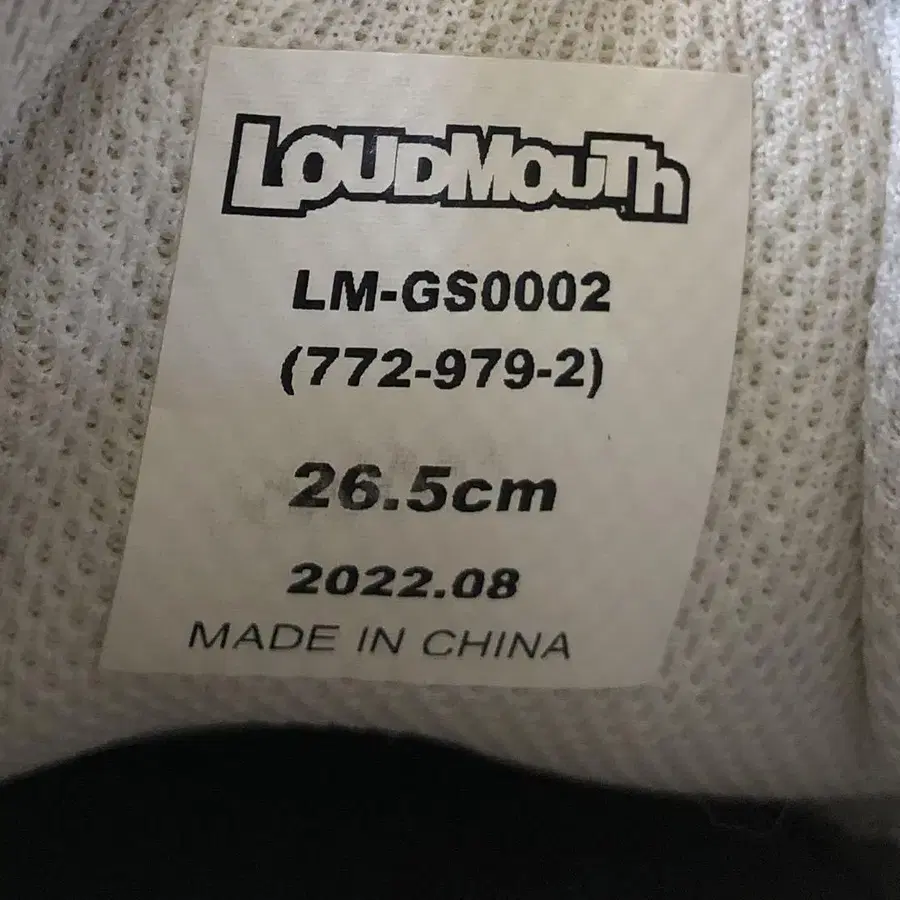 LOUDMOUTh
LM-GS0002
(772-979-2)
26.5cm
2022.08
MADE IN CHINA